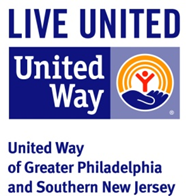 LIVE UNITED
United
Way
®
United Way
of Greater Philadelphia
and Southern New Jersey